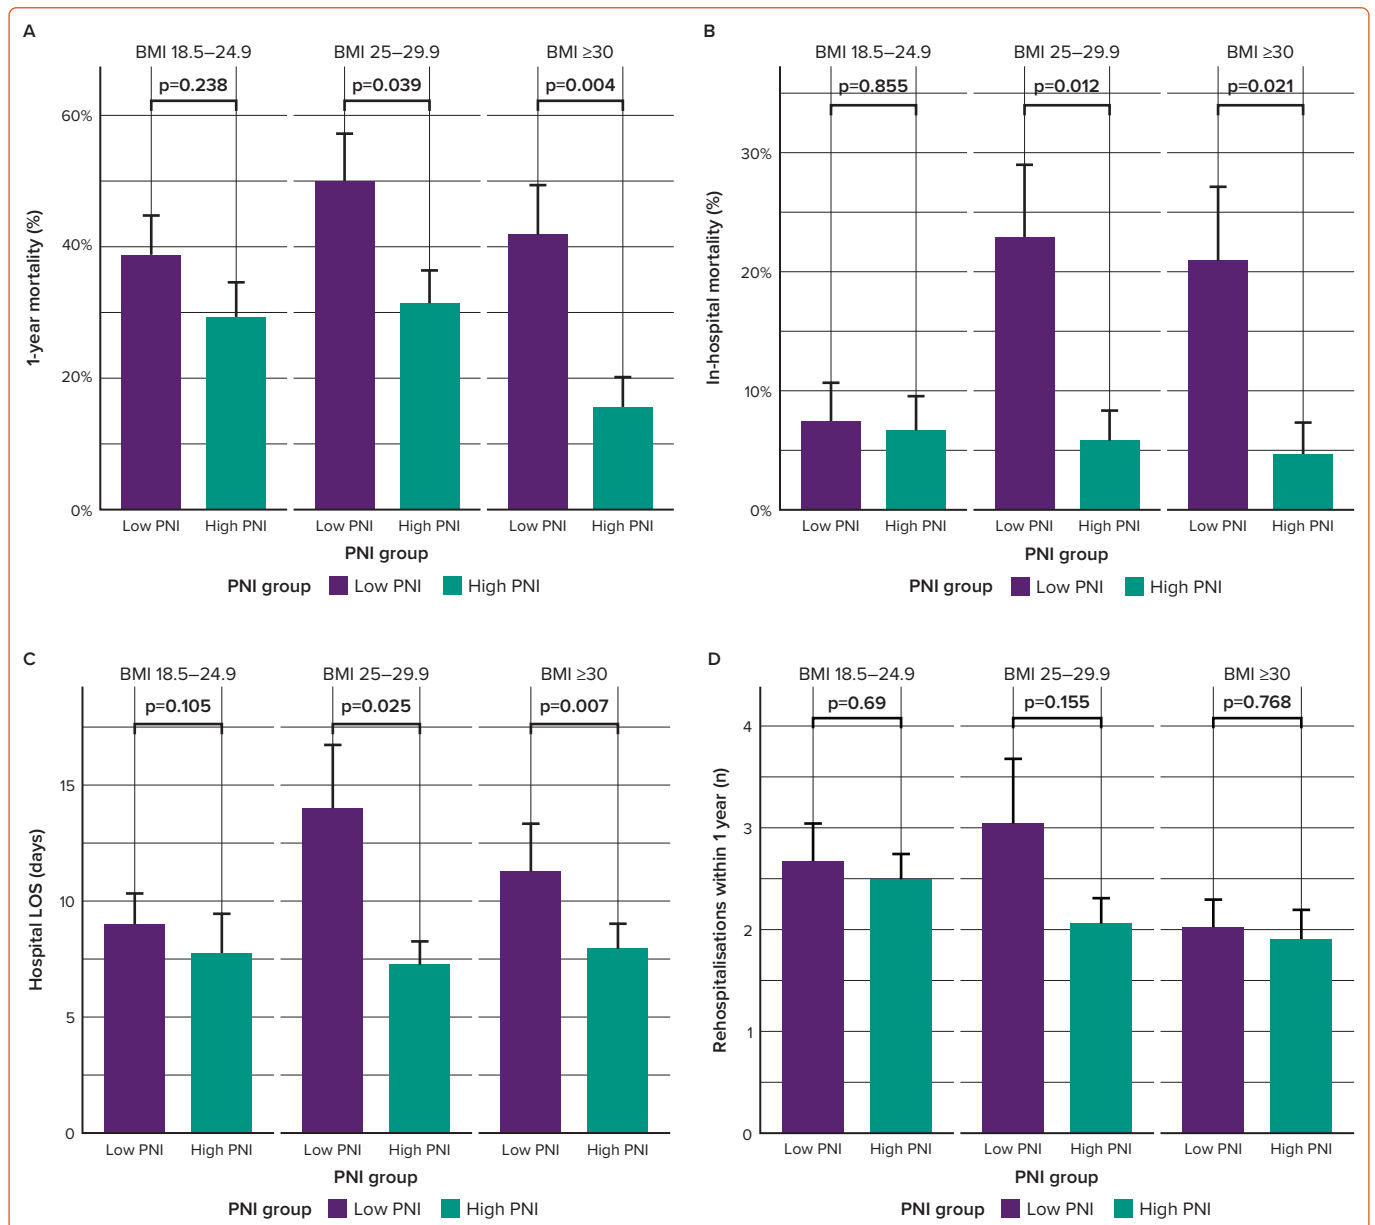 A
BMI 18.5–24.9 BMI 25–29.9 BMI ≥30
p=0.238 p=0.039 p=0.004
60%
40%
20%
0%
1-year mortality (%)
Low PNI High PNI Low PNI High PNI Low PNI High PNI
PNI group
PNI group Low PNI High PNI
B
BMI 18.5–24.9 BMI 25–29.9 BMI ≥30
p=0.855 p=0.012 p=0.021
30%
20%
10%
0%
In-hospital mortality (%)
Low PNI High PNI Low PNI High PNI Low PNI High PNI
PNI group
PNI group Low PNI High PNI
C
BMI 18.5–24.9 BMI 25–29.9 BMI ≥30
p=0.105 p=0.025 p=0.007
15
10
5
0
Hospital LOS (days)
Low PNI High PNI Low PNI High PNI Low PNI High PNI
PNI group
PNI group Low PNI High PNI
D
BMI 18.5–24.9 BMI 25–29.9 BMI ≥30
p=0.69 p=0.155 p=0.768
4
3
2
1
0
Rehospitalisations within 1 year (n)
Low PNI High PNI Low PNI High PNI Low PNI High PNI
PNI group
PNI group Low PNI High PNI